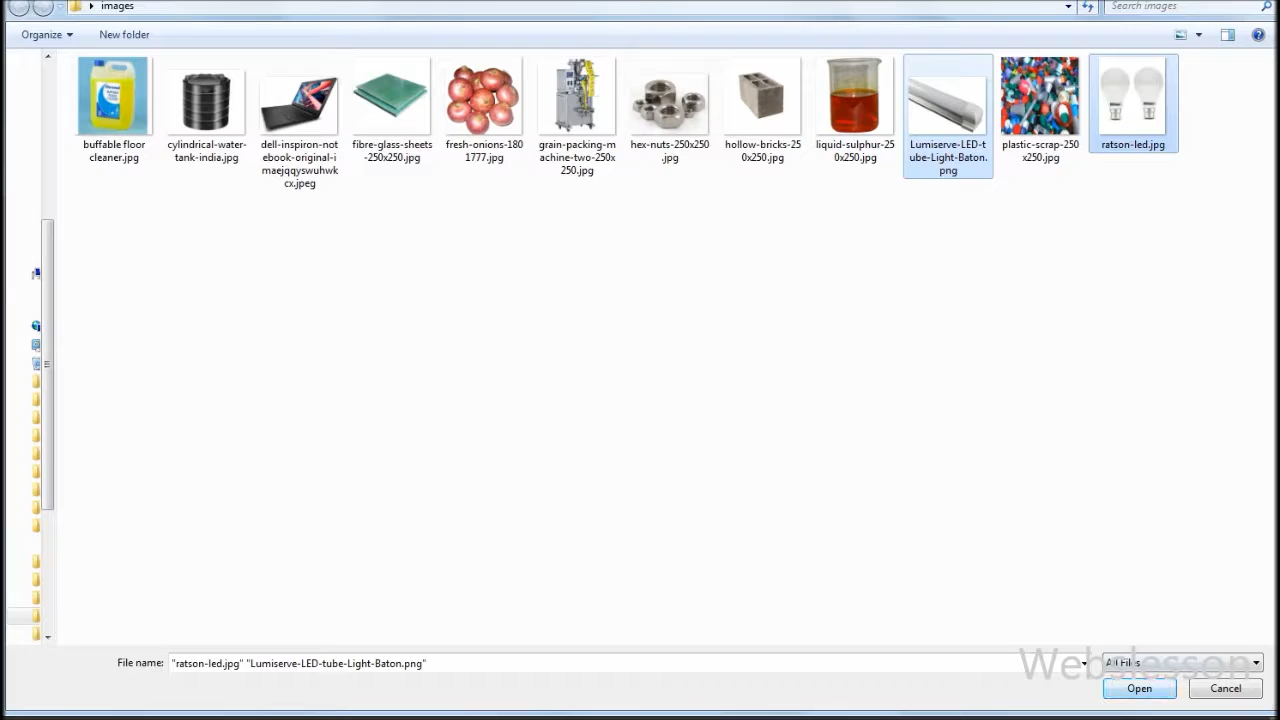 images
Search images
Organize
New folder
buffable floor
cleaner.jpg
cylindrical-water-
tank-india.jpg
dell-inspiron-not
ebook-original-i
maejqqyswuhwk
cx.jpeg
fibre-glass-sheets
-250x250.jpg
fresh-onions-180
1777.jpg
grain-packing-m
achine-two-250x
250.jpg
hex-nuts-250x250
.jpg
hollow-bricks-25
0x250.jpg
liquid-sulphur-25
0x250.jpg
Lumiserve-LED-t
ube-Light-Baton.
png
plastic-scrap-250
x250.jpg
ratson-led.jpg
File name:
"ratson-led.jpg" "Lumiserve-LED-tube-Light-Baton.png"
All Files
Webslesson
Open
Cancel